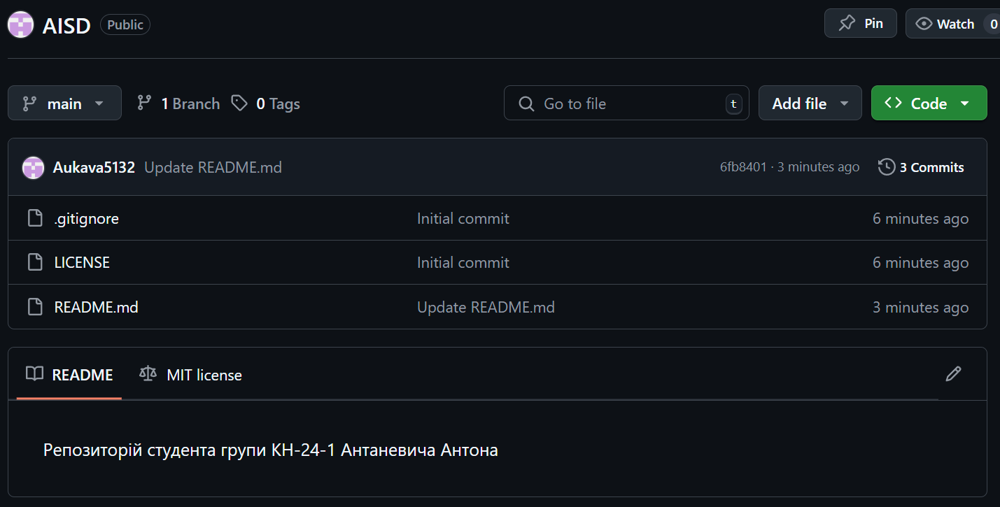 AISD Public Pin Watch 0
main 1 Branch 0 Tags Go to file t Add file Code
Aukava5132 Update README.md 6fb8401 · 3 minutes ago 3 Commits
.gitignore Initial commit 6 minutes ago
LICENSE Initial commit 6 minutes ago
README.md Update README.md 3 minutes ago
README MIT license
Репозиторій студента групи КН-24-1 Антаневича Антона